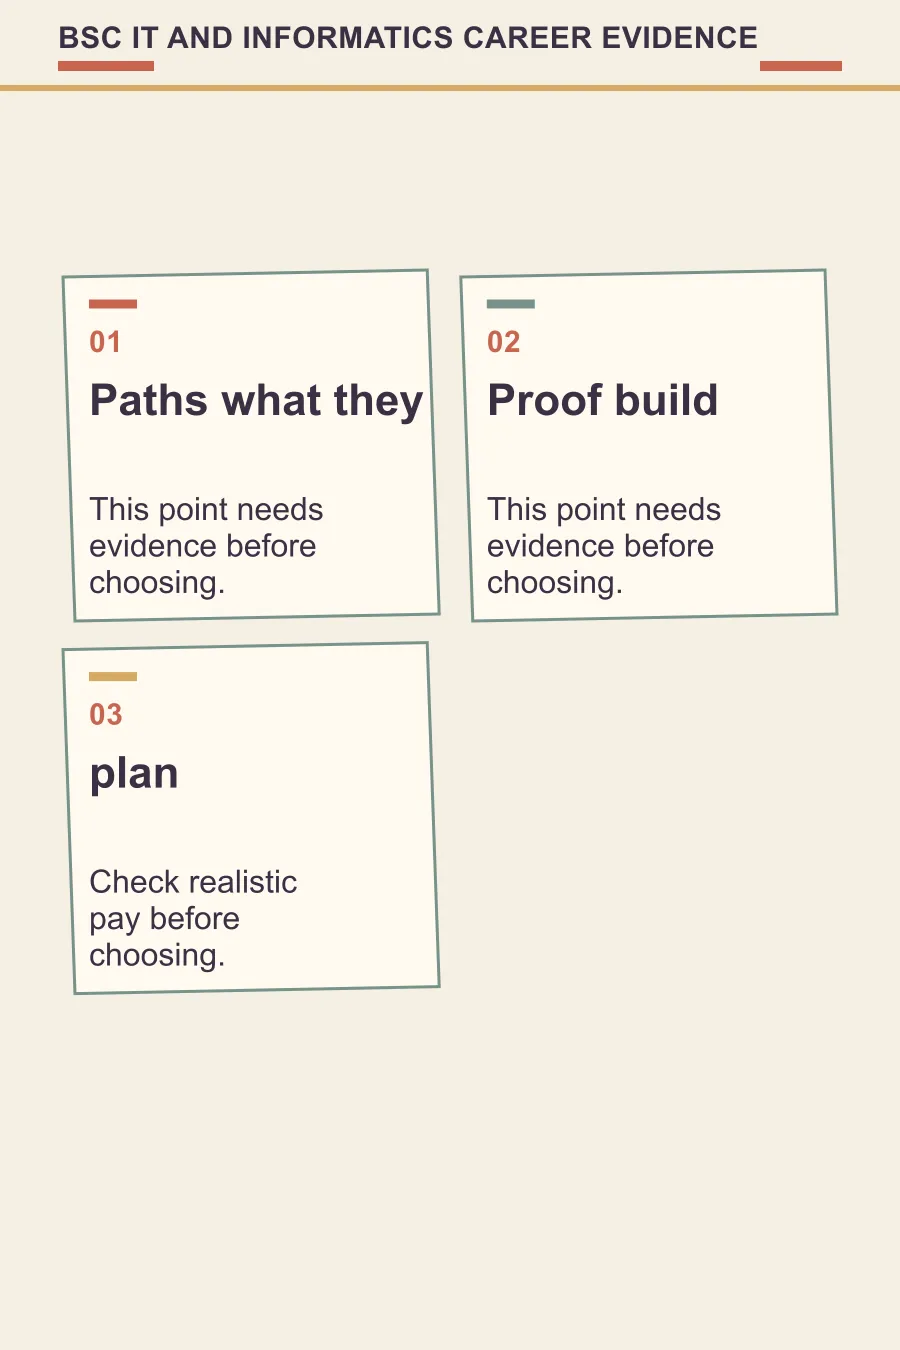 BSC IT AND INFORMATICS CAREER EVIDENCE
01
Paths what they
This point needs
evidence before
choosing.
02
Proof build
This point needs
evidence before
choosing.
03
plan
Check realistic
pay before
choosing.